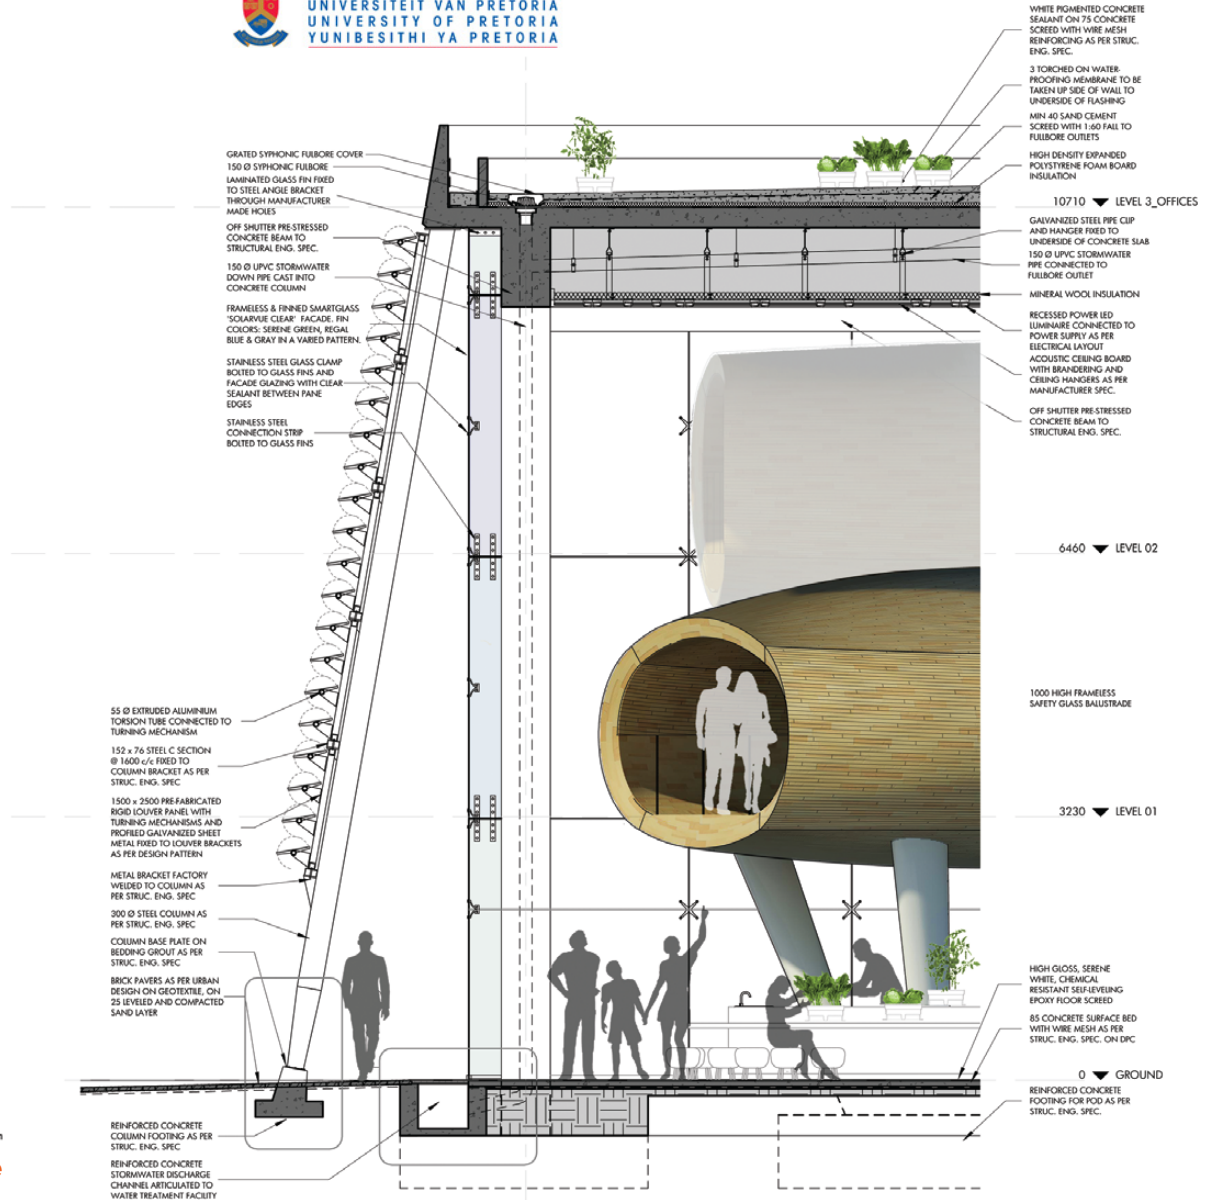 UNIVERSITEIT VAN PRETORIA
UNIVERSITY OF PRETORIA
YUNIBESITHI YA PRETORIA
GRATED SYPHONIC FULBORE COVER
150 Ø SYPHONIC FULBORE
LAMINATED GLASS FIN FIXED
TO STEEL ANGLE BRACKET
THROUGH MANUFACTURER
MADE HOLES
OFF SHUTTER PRE-STRESSED
CONCRETE BEAM TO
STRUCTURAL ENG. SPEC.
150 Ø UPVC STORMWATER
DOWN PIPE CAST INTO
CONCRETE COLUMN
FRAMELESS & FINNED SMARTGLASS
'SOLARVUE CLEAR' FACADE. FIN
COLORS: SERENE GREEN, REGAL
BLUE & GRAY IN A VARIED PATTERN.
STAINLESS STEEL GLASS CLAMP
BOLTED TO GLASS FINS AND
FACADE GLAZING WITH CLEAR
SEALANT BETWEEN PANE
EDGES
STAINLESS STEEL
CONNECTION STRIP
BOLTED TO GLASS FINS
55 Ø EXTRUDED ALUMINIUM
TORSION TUBE CONNECTED TO
TURNING MECHANISM
152 x 76 STEEL C SECTION
@ 1600 c/c FIXED TO
COLUMN BRACKET AS PER
STRUC. ENG. SPEC
1500 x 2500 PRE-FABRICATED
RIGID LOUVER PANEL WITH
TURNING MECHANISMS AND
PROFILED GALVANIZED SHEET
METAL FIXED TO LOUVER BRACKETS
AS PER DESIGN PATTERN
METAL BRACKET FACTORY
WELDED TO COLUMN AS
PER STRUC. ENG. SPEC
300 Ø STEEL COLUMN AS
PER STRUC. ENG. SPEC
COLUMN BASE PLATE ON
BEDDING GROUT AS PER
STRUC. ENG. SPEC
BRICK PAVERS AS PER URBAN
DESIGN ON GEOTEXTILE, ON
25 LEVELED AND COMPACTED
SAND LAYER
REINFORCED CONCRETE
COLUMN FOOTING AS PER
STRUC. ENG. SPEC
REINFORCED CONCRETE
STORMWATER DISCHARGE
CHANNEL ARTICULATED TO
WATER TREATMENT FACILITY
WHITE PIGMENTED CONCRETE
SEALANT ON 75 CONCRETE
SCREED WITH WIRE MESH
REINFORCING AS PER STRUC.
ENG. SPEC.
3 TORCHED ON WATER-
PROOFING MEMBRANE TO BE
TAKEN UP SIDE OF WALL TO
UNDERSIDE OF FLASHING
MIN 40 SAND CEMENT
SCREED WITH 1:60 FALL TO
FULLBORE OUTLETS
HIGH DENSITY EXPANDED
POLYSTYRENE FOAM BOARD
INSULATION
10710 LEVEL 3_OFFICES
GALVANIZED STEEL PIPE CLIP
AND HANGER FIXED TO
UNDERSIDE OF CONCRETE SLAB
150 Ø UPVC STORMWATER
PIPE CONNECTED TO
FULLBORE OUTLET
MINERAL WOOL INSULATION
RECESSED POWER LED
LUMINAIRE CONNECTED TO
POWER SUPPLY AS PER
ELECTRICAL LAYOUT
ACOUSTIC CEILING BOARD
WITH BRANDERING AND
CEILING HANGERS AS PER
MANUFACTURER SPEC.
OFF SHUTTER PRE-STRESSED
CONCRETE BEAM TO
STRUCTURAL ENG. SPEC.
6460 LEVEL 02
1000 HIGH FRAMELESS
SAFETY GLASS BALUSTRADE
3230 LEVEL 01
HIGH GLOSS, SERENE
WHITE, CHEMICAL
RESISTANT SELF-LEVELING
EPOXY FLOOR SCREED
85 CONCRETE SURFACE BED
WITH WIRE MESH AS PER
STRUC. ENG. SPEC. ON DPC
0 GROUND
REINFORCED CONCRETE
FOOTING FOR POD AS PER
STRUC. ENG. SPEC.